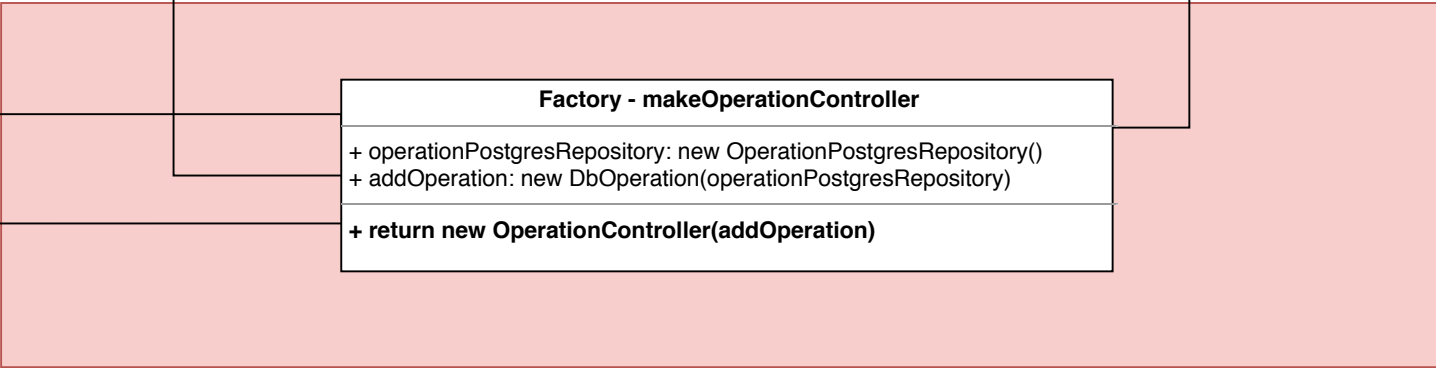 Factory - makeOperationController
+ operationPostgresRepository: new OperationPostgresRepository()
+ addOperation: new DbOperation(operationPostgresRepository)
+ return new OperationController(addOperation)